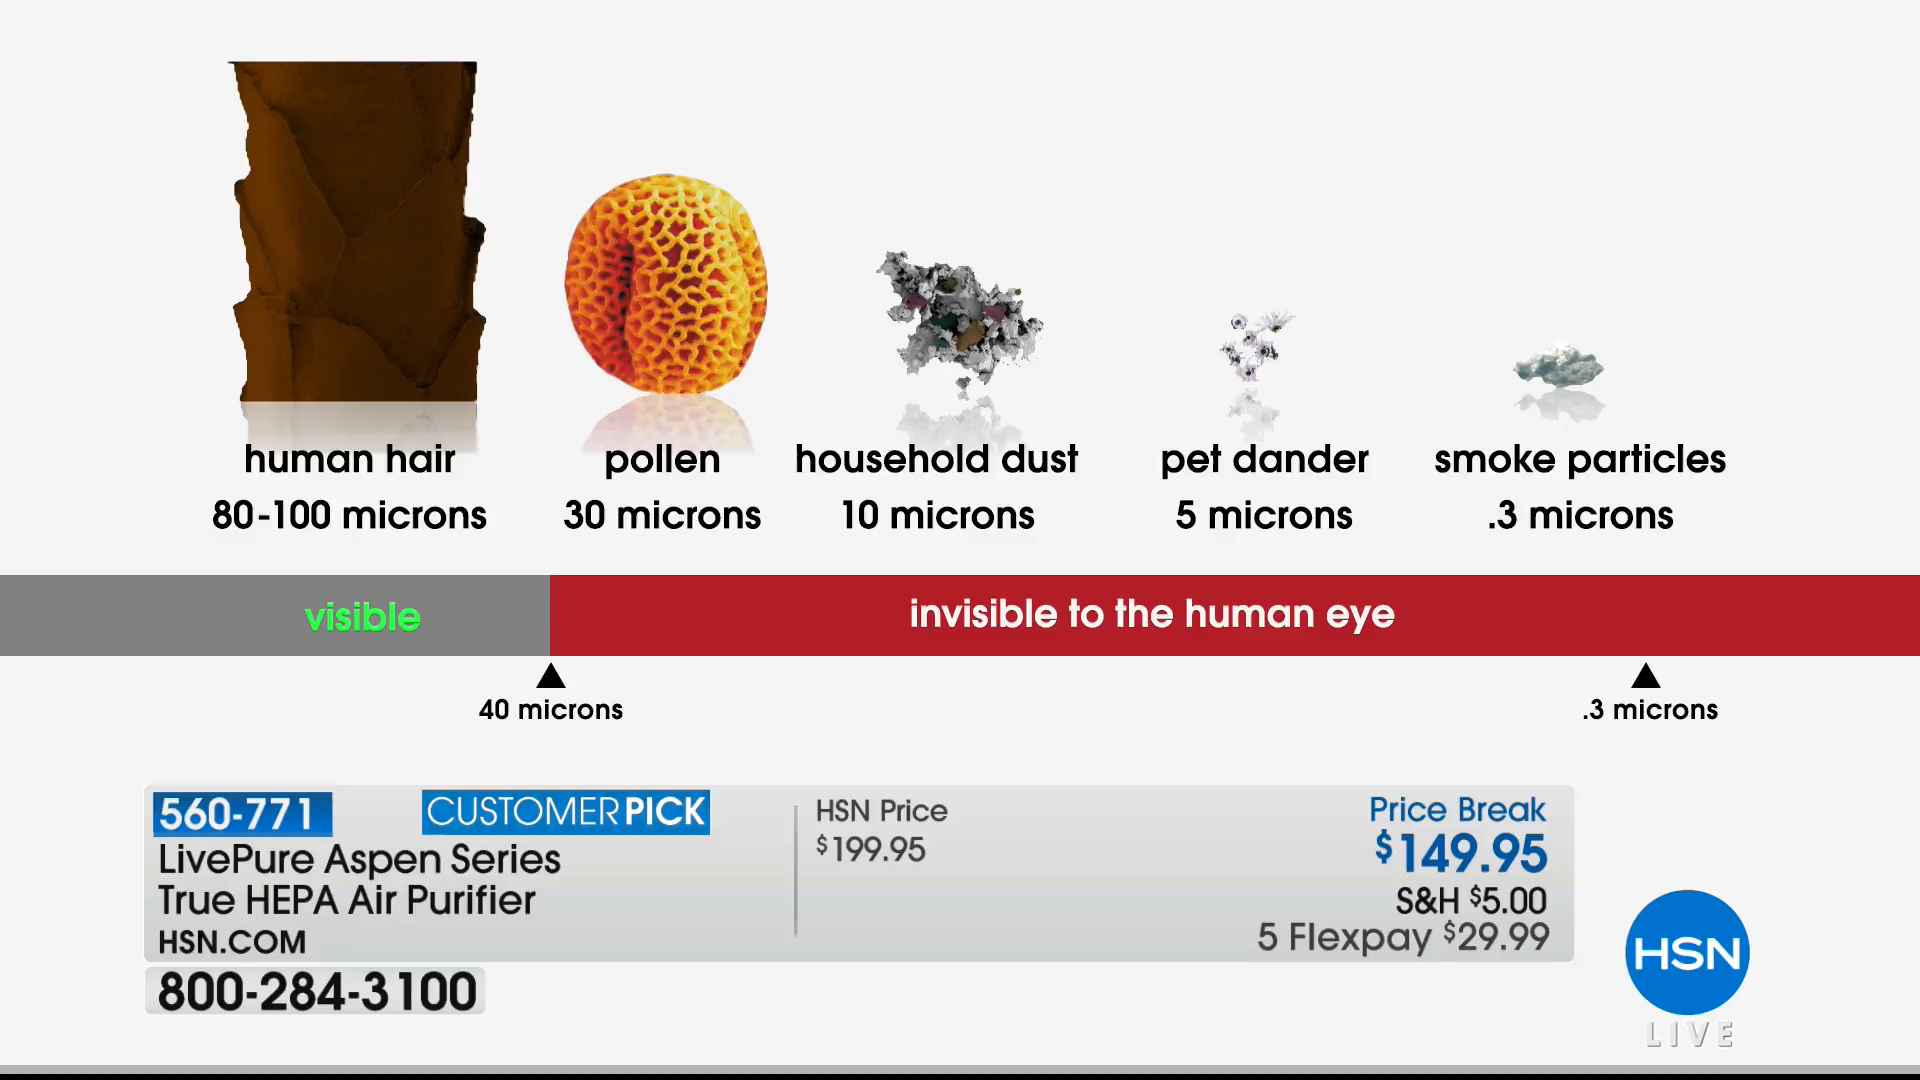 human hair
80-100 microns
pollen
30 microns
household dust
10 microns
pet dander
5 microns
smoke particles
.3 microns
visible
invisible to the human eye
40 microns
.3 microns
560-771
CUSTOMERPICK
LivePure Aspen Series
True HEPA Air Purifier
HSN.COM
800-284-3100
HSN Price
$199.95
Price Break
$149.95
S&H $5.00
5 Flexpay $29.99
HSN
LIVE